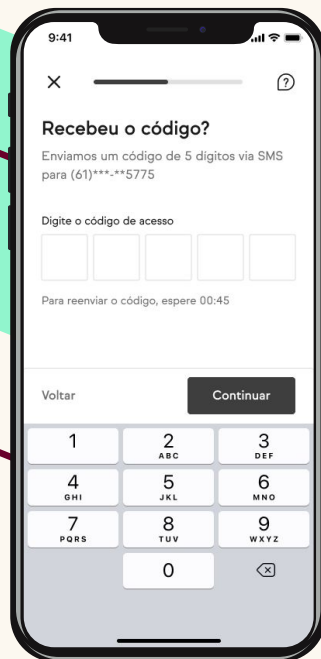 9:41
?
Recebeu o código?
Enviamos um código de 5 dígitos via SMS
para (61)***-**5775
Digite o código de acesso
Para reenviar o código, espere 00:45
Voltar
Continuar
1 2 3
ABC DEF
4 5 6
GHI JKL MNO
7 8 9
PQRS TUV WXYZ
0